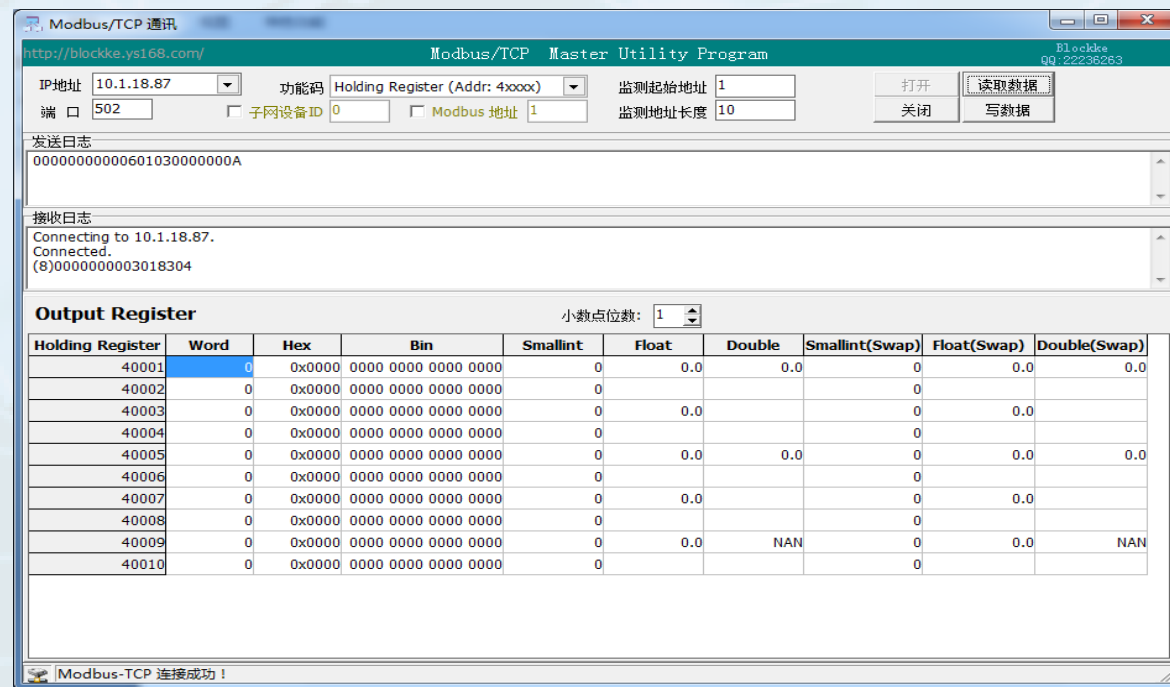 Modbus/TCP 通讯
http://blockke.ys168.com/ Modbus/TCP Master Utility Program Blockke
QQ:22236263
IP地址 10.1.18.87 功能码 Holding Register (Addr: 4xxxx) 监测起始地址 1 打开 读取数据
端 口 502 子网设备ID 0 Modbus 地址 1 监测地址长度 10 关闭 写数据
发送日志
00000000000601030000000A
接收日志
Connecting to 10.1.18.87.
Connected.
(8)0000000003018304
Output Register 小数点位数: 1
Holding Register Word Hex Bin Smallint Float Double Smallint(Swap) Float(Swap) Double(Swap)
40001 0 0x0000 0000 0000 0000 0000 0 0.0 0.0 0 0.0 0.0
40002 0 0x0000 0000 0000 0000 0000 0 0
40003 0 0x0000 0000 0000 0000 0000 0 0.0 0 0.0
40004 0 0x0000 0000 0000 0000 0000 0 0
40005 0 0x0000 0000 0000 0000 0000 0 0.0 0.0 0 0.0 0.0
40006 0 0x0000 0000 0000 0000 0000 0 0
40007 0 0x0000 0000 0000 0000 0000 0 0.0 0 0.0
40008 0 0x0000 0000 0000 0000 0000 0 0
40009 0 0x0000 0000 0000 0000 0000 0 0.0 NAN 0 0.0 NAN
40010 0 0x0000 0000 0000 0000 0000 0 0
Modbus-TCP 连接成功！